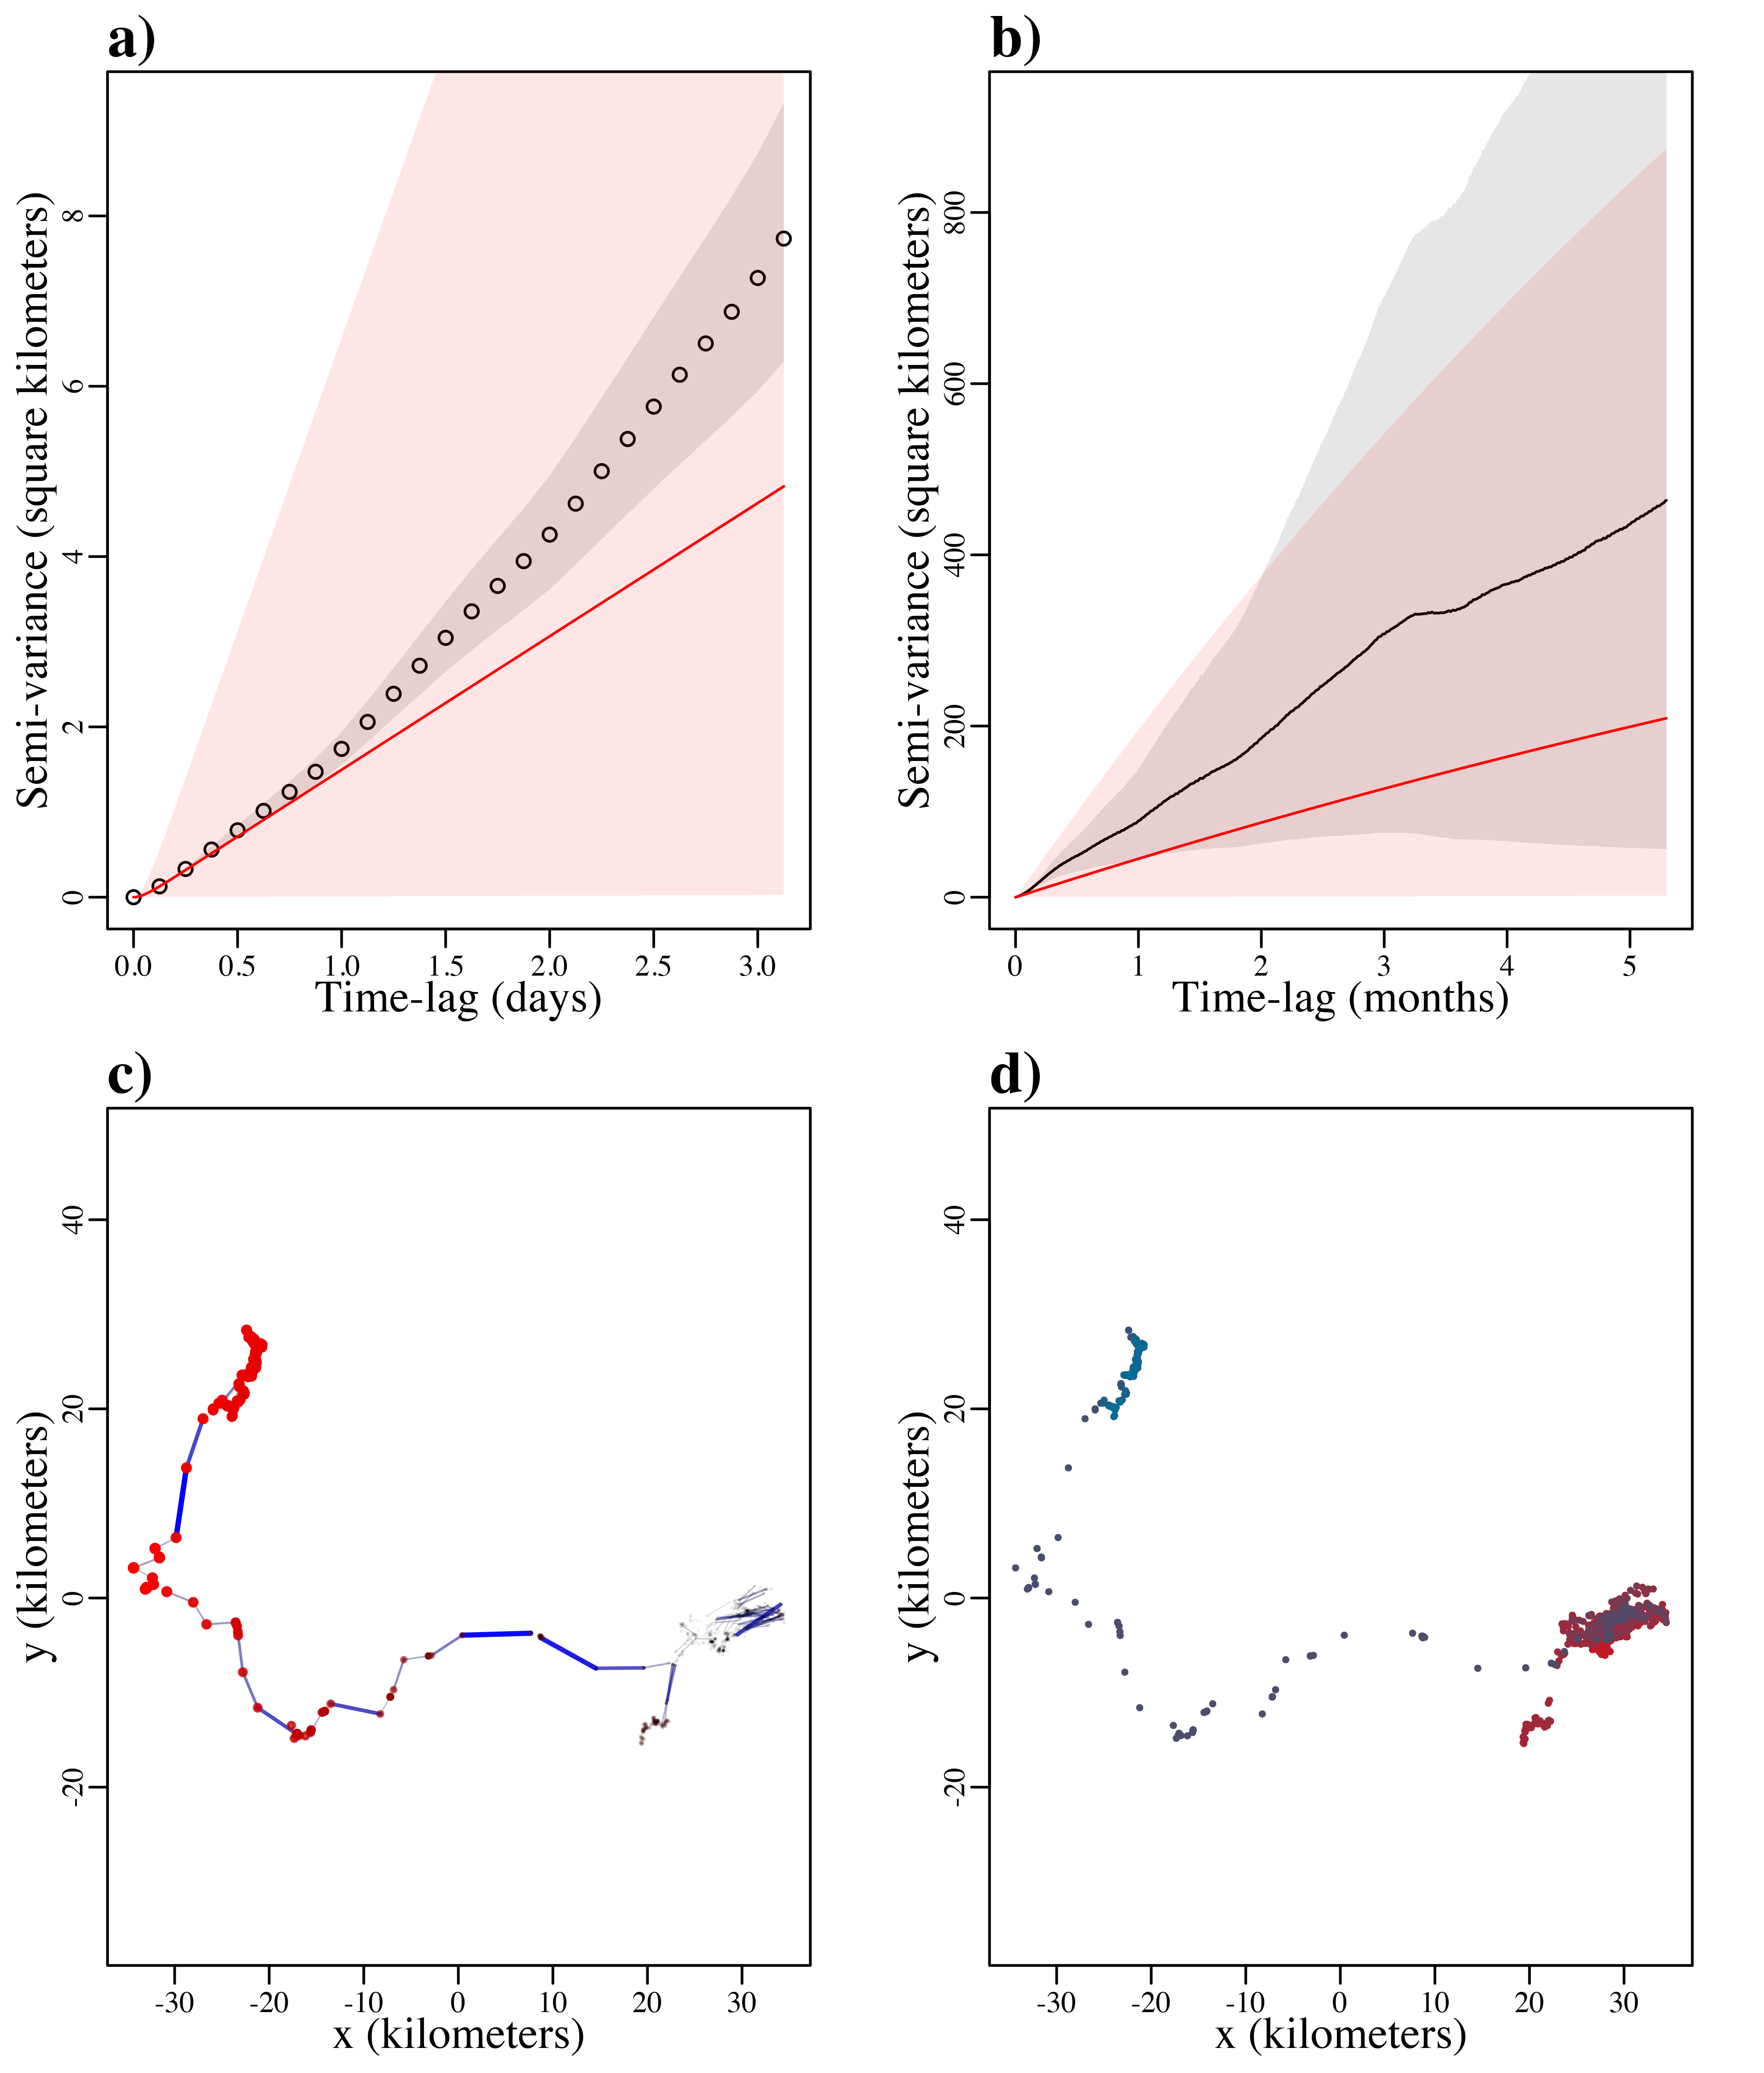 a)
Semi-variance (square kilometers)
0 2 4 6 8
0.0 0.5 1.0 1.5 2.0 2.5 3.0
Time-lag (days)
b)
Semi-variance (square kilometers)
0 200 400 600 800
0 1 2 3 4 5
Time-lag (months)
c)
y (kilometers)
-20 0 20 40
-30 -20 -10 0 10 20 30
x (kilometers)
d)
y (kilometers)
-20 0 20 40
-30 -20 -10 0 10 20 30
x (kilometers)